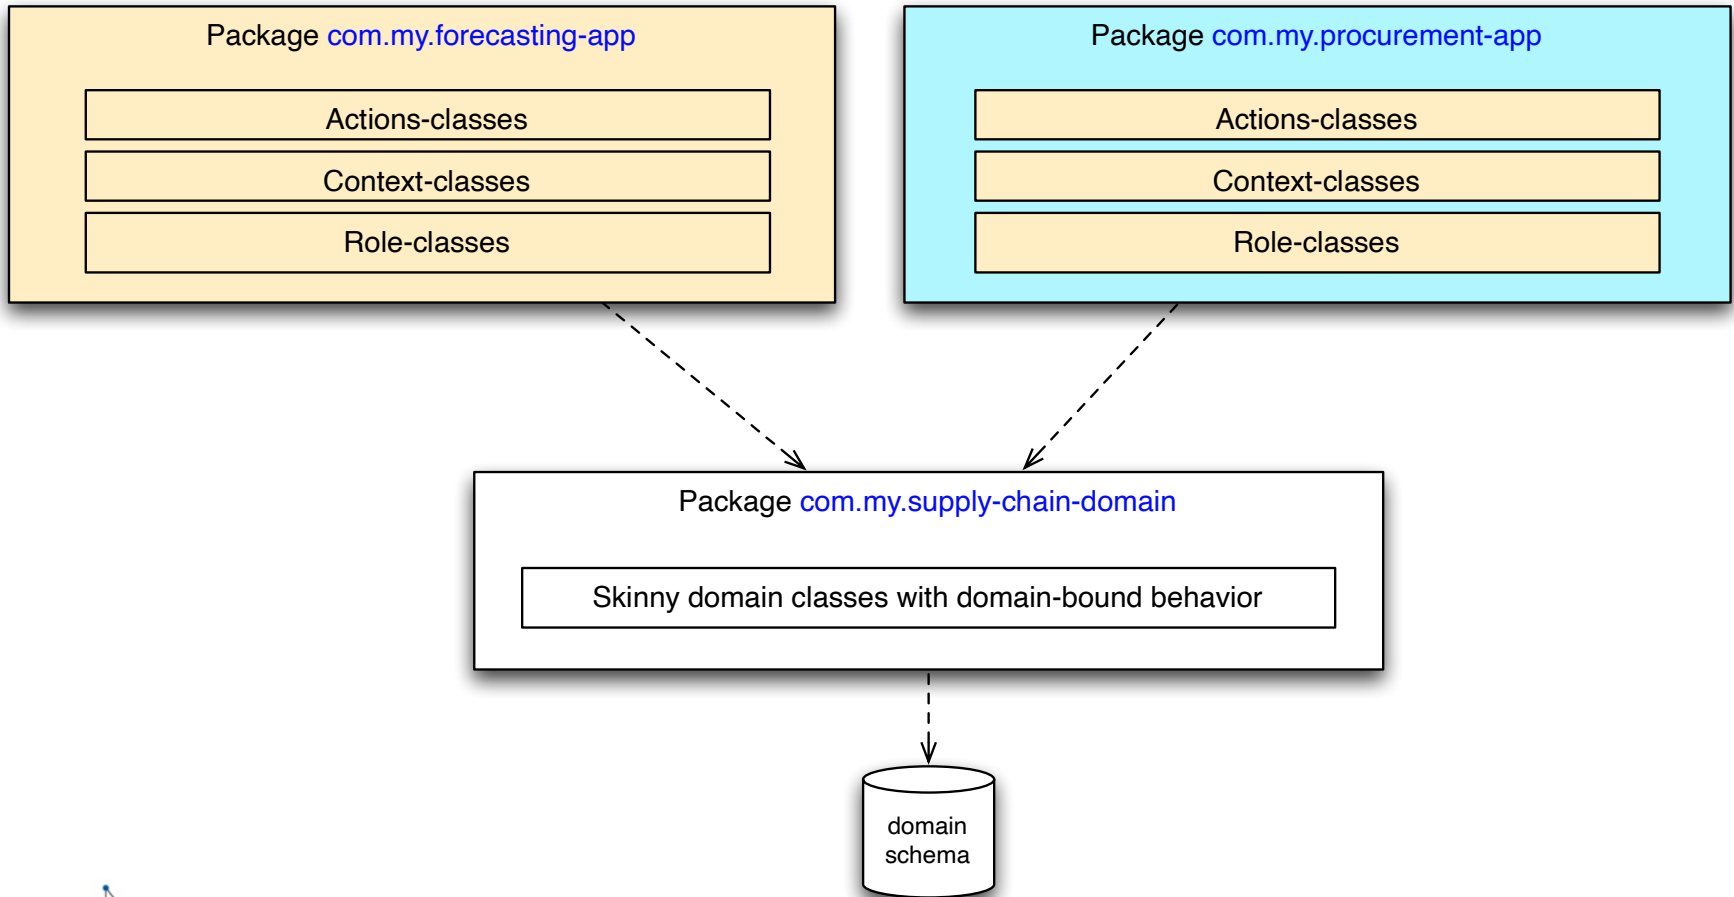 Package com.my.forecasting-app
Actions-classes
Context-classes
Role-classes
Package com.my.procurement-app
Actions-classes
Context-classes
Role-classes
Package com.my.supply-chain-domain
Skinny domain classes with domain-bound behavior
domain
schema